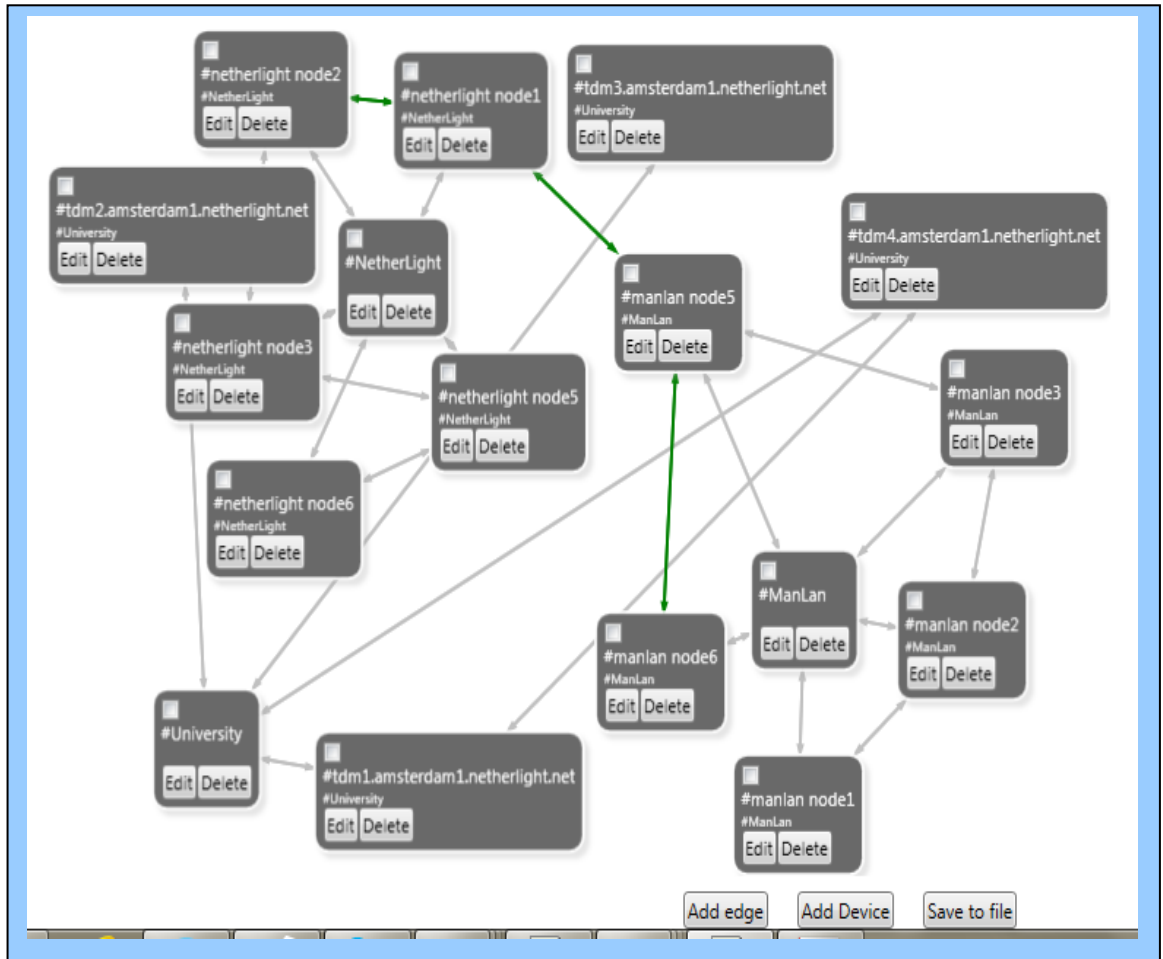 #netherlight node2
#NetherLight
Edit Delete
#netherlight node1
#NetherLight
Edit Delete
#tdm3.amsterdam1.netherlight.net
#University
Edit Delete
#tdm2.amsterdam1.netherlight.net
#University
Edit Delete
#NetherLight
Edit Delete
#tdm4.amsterdam1.netherlight.net
#University
Edit Delete
#manlan node5
#ManLan
Edit Delete
#netherlight node3
#NetherLight
Edit Delete
#netherlight node5
#NetherLight
Edit Delete
#manlan node3
#ManLan
Edit Delete
#netherlight node6
#NetherLight
Edit Delete
#ManLan
Edit Delete
#manlan node2
#ManLan
Edit Delete
#manlan node6
#ManLan
Edit Delete
#University
Edit Delete
#tdm1.amsterdam1.netherlight.net
#University
Edit Delete
#manlan node1
#ManLan
Edit Delete
Add edge Add Device Save to file